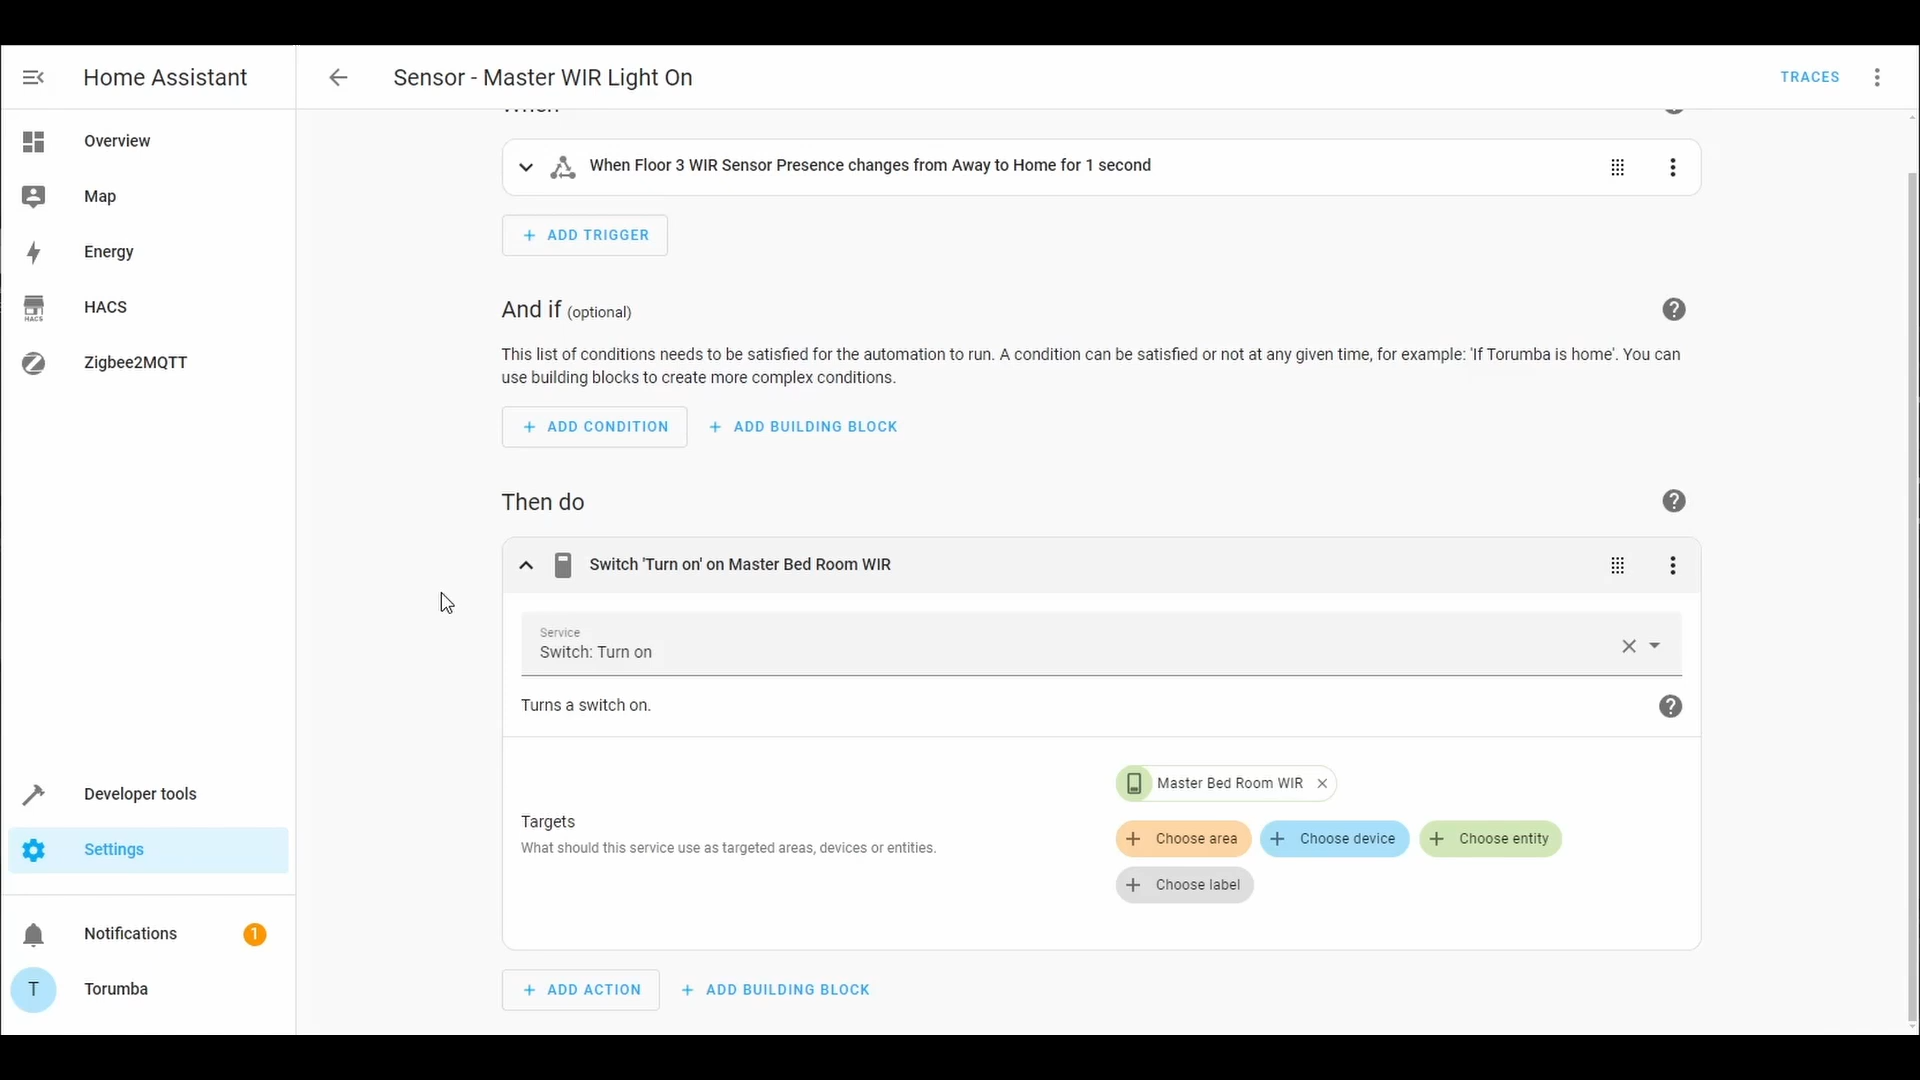 Home Assistant
Sensor - Master WIR Light On
TRACES
Overview
Map
Energy
HACS
HACS
Zigbee2MQTT
Developer tools
Settings
Notifications
1
T
Torumba
When
When Floor 3 WIR Sensor Presence changes from Away to Home for 1 second
+ ADD TRIGGER
And if (optional)
?
This list of conditions needs to be satisfied for the automation to run. A condition can be satisfied or not at any given time, for example: 'If Torumba is home'. You can
use building blocks to create more complex conditions.
+ ADD CONDITION + ADD BUILDING BLOCK
Then do
?
Switch 'Turn on' on Master Bed Room WIR
Service
Switch: Turn on
Turns a switch on.
?
Master Bed Room WIR
Targets
What should this service use as targeted areas, devices or entities.
+ Choose area + Choose device + Choose entity
+ Choose label
+ ADD ACTION + ADD BUILDING BLOCK